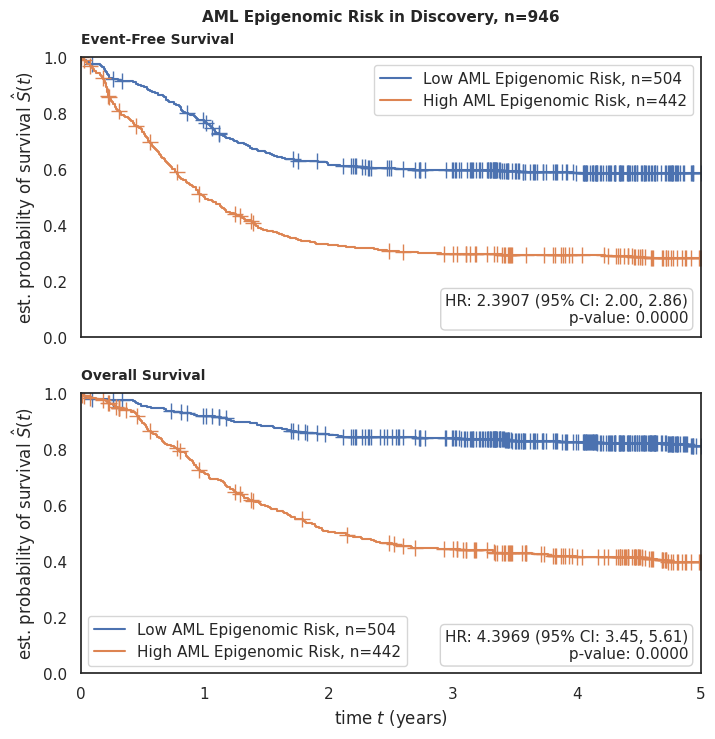 AML Epigenomic Risk in Discovery, n=946
Event-Free Survival
est. probability of survival Ŝ(t)
1.0
0.8
0.6
0.4
0.2
0.0
Low AML Epigenomic Risk, n=504
High AML Epigenomic Risk, n=442
HR: 2.3907 (95% CI: 2.00, 2.86)
p-value: 0.0000
Overall Survival
est. probability of survival Ŝ(t)
1.0
0.8
0.6
0.4
0.2
0.0
Low AML Epigenomic Risk, n=504
High AML Epigenomic Risk, n=442
HR: 4.3969 (95% CI: 3.45, 5.61)
p-value: 0.0000
0 1 2 3 4 5
time t (years)